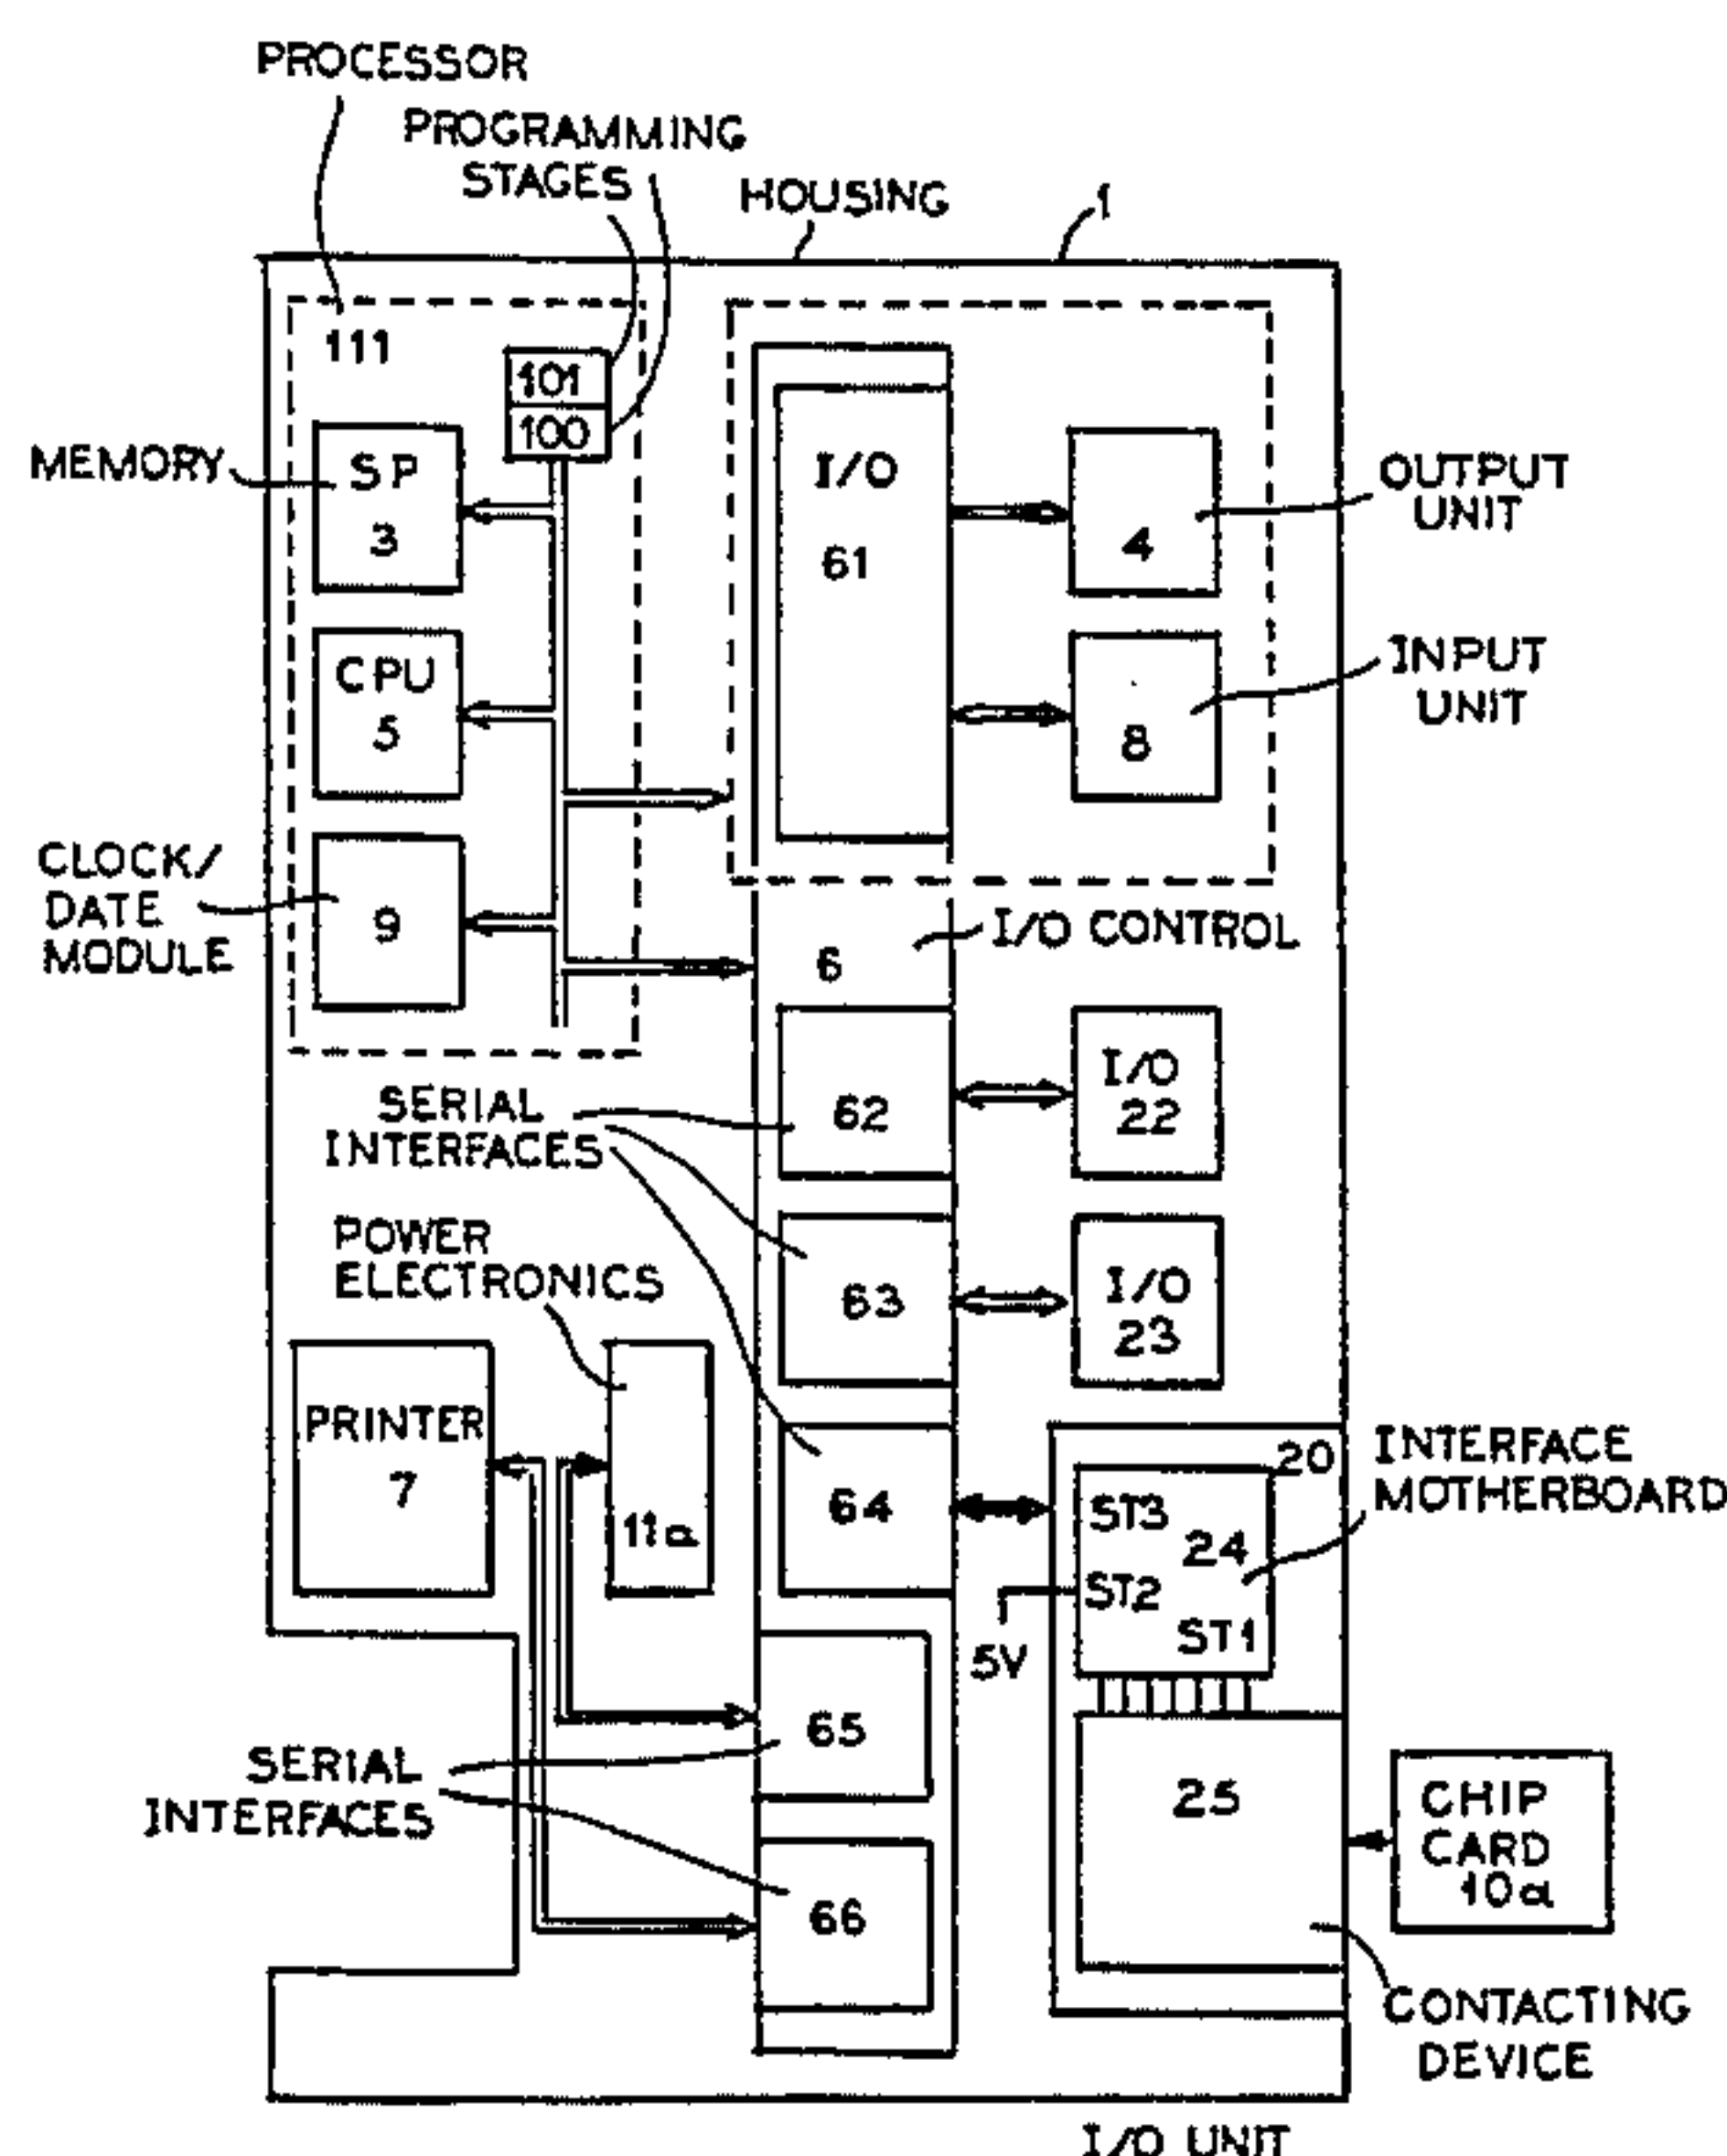 PROCESSOR
PROGRAMMING
STAGES
HOUSING
1
111
101
100
MEMORY
SP
3
I/O
61
4
OUTPUT
UNIT
CPU
5
8
INPUT
UNIT
CLOCK/
DATE
MODULE
9
6
I/O CONTROL
SERIAL
INTERFACES
62
I/O
22
POWER
ELECTRONICS
63
I/O
23
PRINTER
7
11a
64
20
ST3
24
ST2
ST1
5V
INTERFACE
MOTHERBOARD
65
SERIAL
INTERFACES
66
25
CHIP
CARD
10a
CONTACTING
DEVICE
I/O UNIT